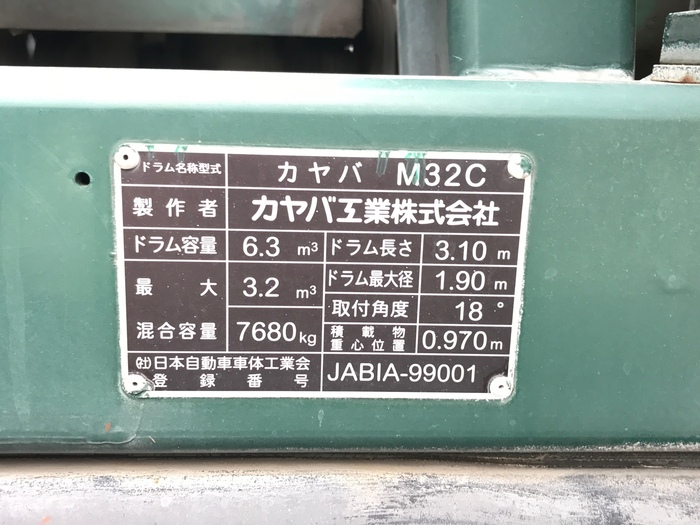 ドラム名称型式 カヤバ M32C
製作者 カヤバ工業株式会社
ドラム容量 6.3 m³ ドラム長さ 3.10 m
最大 3.2 m³ ドラム最大径 1.90 m
取付角度 18°
混合容量 7680kg 積載物
重心位置 0.970m
㈳日本自動車車体工業会
登録番号 JABIA-99001